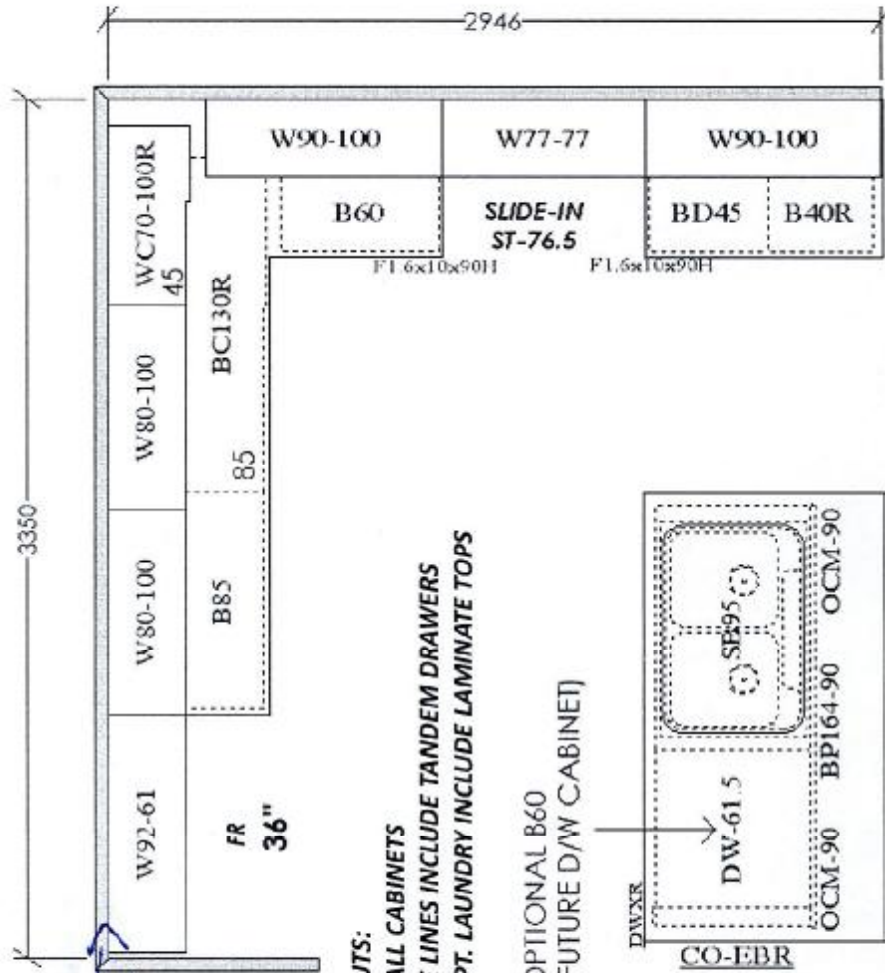 2946
W90-100
W77-77
W90-100
B60
SLIDE-IN
ST-76.5
BD45
B40R
F1.6x10x90H
F1.6x10x90H
WC70-100R
45
BC130R
3350
W80-100
85
W80-100
B85
W92-61
FR
36"
UTS:
ALL CABINETS
LINES INCLUDE TANDEM DRAWERS
PT. LAUNDRY INCLUDE LAMINATE TOPS
OPTIONAL B60
FUTURE D/W CABINET)
OCM-90
BP164-90
DW-61.5
OCM-90
DWXR
CO-EBR